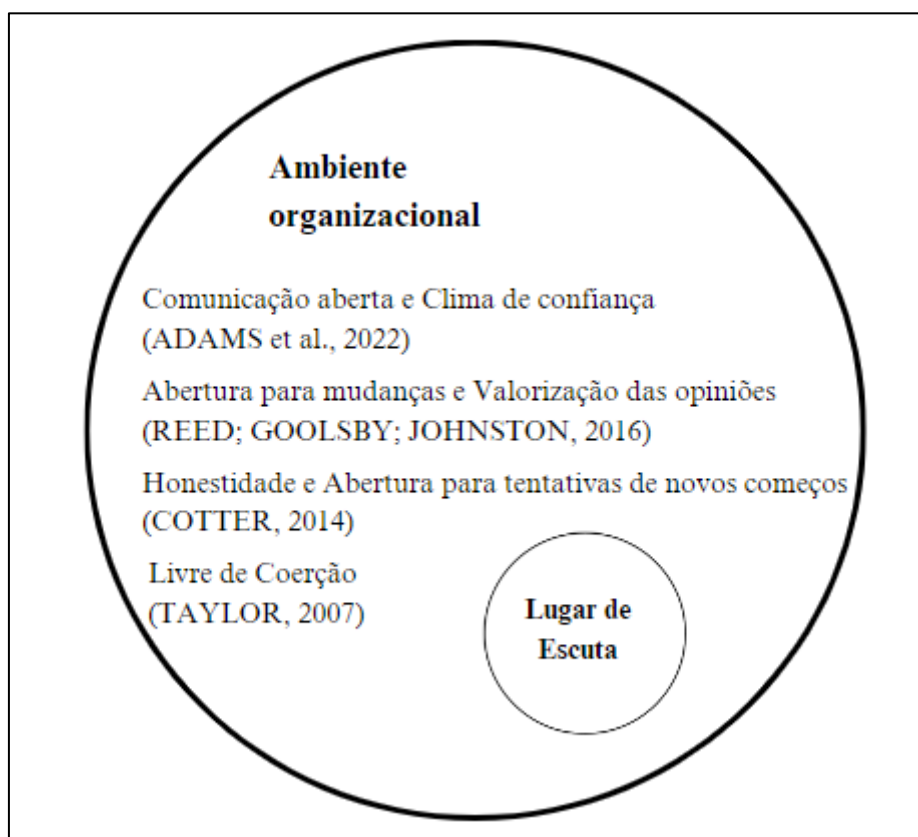 Ambiente
organizacional
Comunicação aberta e Clima de confiança
(ADAMS et al., 2022)
Abertura para mudanças e Valorização das opiniões
(REED; GOOLSBY; JOHNSTON, 2016)
Honestidade e Abertura para tentativas de novos começos
(COTTER, 2014)
Livre de Coerção
(TAYLOR, 2007)
Lugar de
Escuta